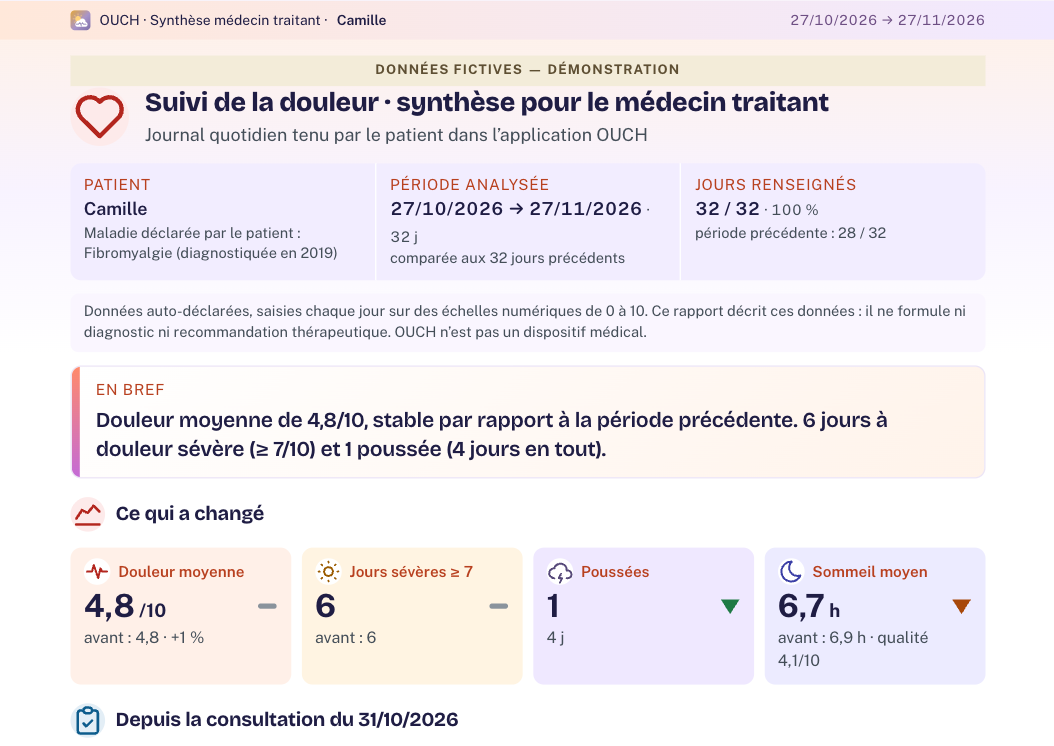 OUCH · Synthèse médecin traitant · Camille
27/10/2026 → 27/11/2026
DONNÉES FICTIVES — DÉMONSTRATION
Suivi de la douleur · synthèse pour le médecin traitant
Journal quotidien tenu par le patient dans l’application OUCH
PATIENT
Camille
Maladie déclarée par le patient :
Fibromyalgie (diagnostiquée en 2019)
PÉRIODE ANALYSÉE
27/10/2026 → 27/11/2026 ·
32 j
comparée aux 32 jours précédents
JOURS RENSEIGNÉS
32 / 32 · 100 %
période précédente : 28 / 32
Données auto-déclarées, saisies chaque jour sur des échelles numériques de 0 à 10. Ce rapport décrit ces données : il ne formule ni
diagnostic ni recommandation thérapeutique. OUCH n’est pas un dispositif médical.
EN BREF
Douleur moyenne de 4,8/10, stable par rapport à la période précédente. 6 jours à
douleur sévère (≥ 7/10) et 1 poussée (4 jours en tout).
Ce qui a changé
Douleur moyenne
4,8 /10
avant : 4,8 · +1 %
Jours sévères ≥ 7
6
avant : 6
Poussées
1
4 j
Sommeil moyen
6,7 h
avant : 6,9 h · qualité
4,1/10
Depuis la consultation du 31/10/2026